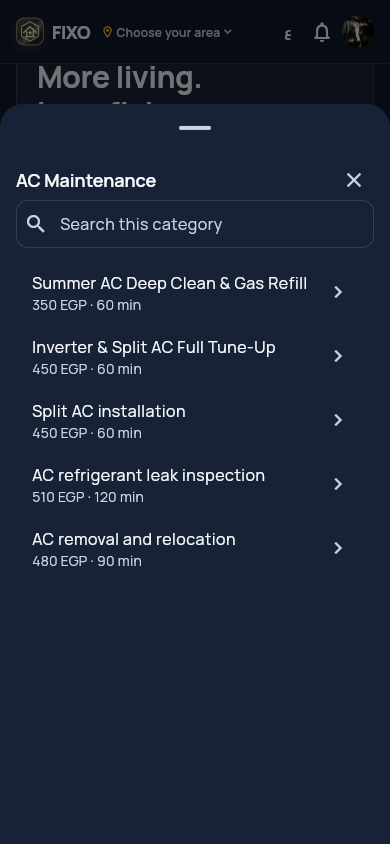 FIXO
Choose your area
ع
More living.
AC Maintenance
Search this category
Summer AC Deep Clean & Gas Refill
350 EGP · 60 min
Inverter & Split AC Full Tune-Up
450 EGP · 60 min
Split AC installation
450 EGP · 60 min
AC refrigerant leak inspection
510 EGP · 120 min
AC removal and relocation
480 EGP · 90 min